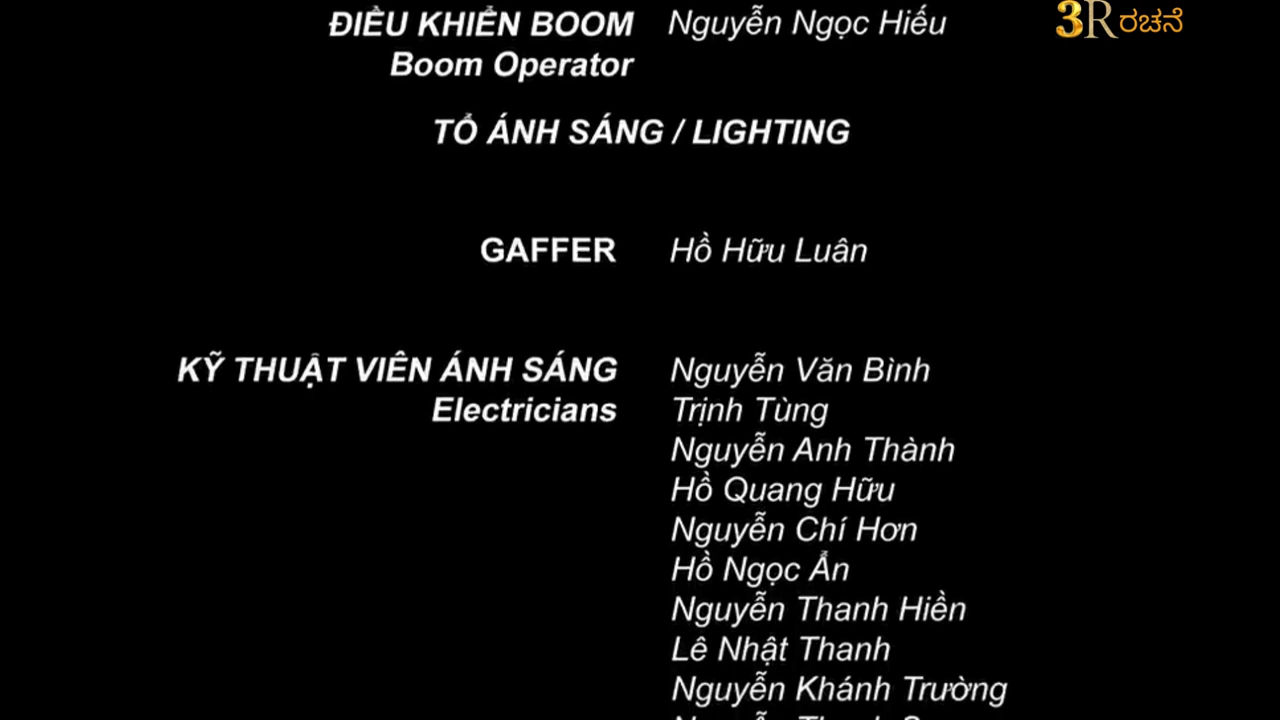 ĐIỀU KHIỂN BOOM Nguyễn Ngọc Hiếu
Boom Operator
3R ರಚನೆ
TỔ ÁNH SÁNG / LIGHTING
GAFFER Hồ Hữu Luân
KỸ THUẬT VIÊN ÁNH SÁNG Nguyễn Văn Bình
Electricians Trịnh Tùng
Nguyễn Anh Thành
Hồ Quang Hữu
Nguyễn Chí Hơn
Hồ Ngọc Ẩn
Nguyễn Thanh Hiền
Lê Nhật Thanh
Nguyễn Khánh Trường